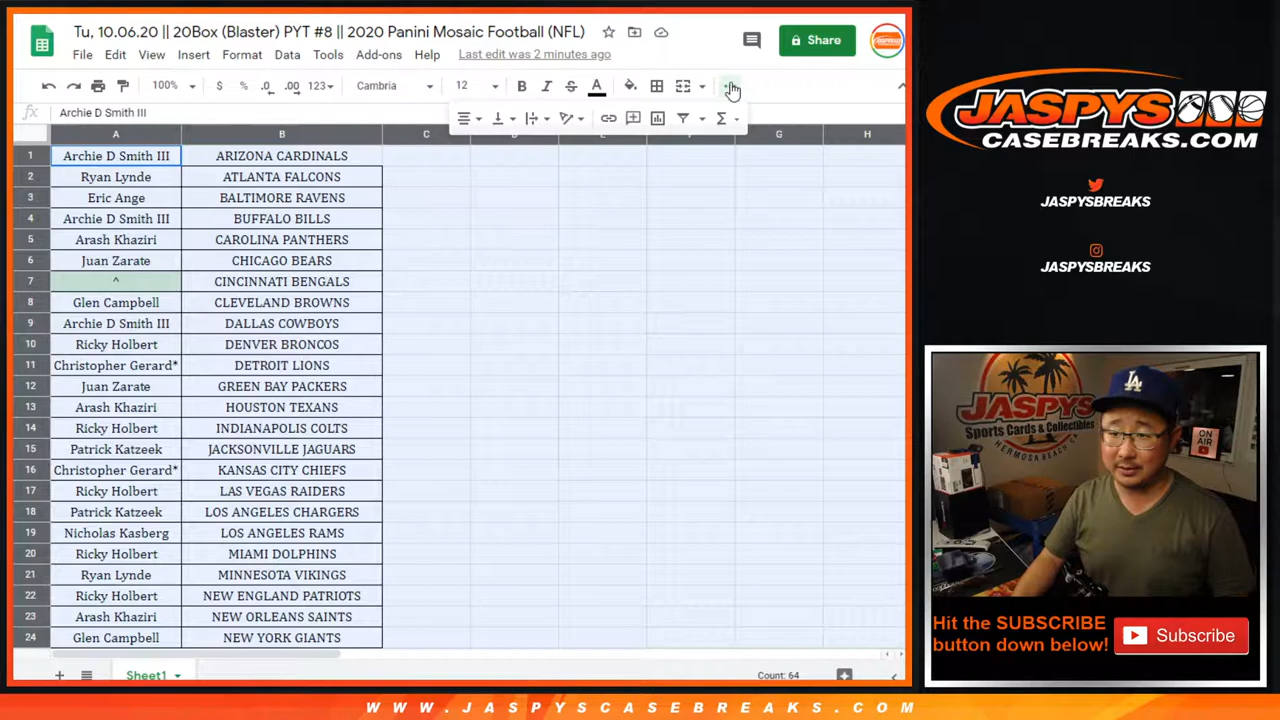 Tu, 10.06.20 || 20Box (Blaster) PYT #8 || 2020 Panini Mosaic Football (NFL)
File Edit View Insert Format Data Tools Add-ons Help Last edit was 2 minutes ago
Share
100% $ % .0 .00 123 Cambria 12 B I S A
fx Archie D Smith III
A B C G H
1 Archie D Smith III ARIZONA CARDINALS
2 Ryan Lynde ATLANTA FALCONS
3 Eric Ange BALTIMORE RAVENS
4 Archie D Smith III BUFFALO BILLS
5 Arash Khaziri CAROLINA PANTHERS
6 Juan Zarate CHICAGO BEARS
7 ^ CINCINNATI BENGALS
8 Glen Campbell CLEVELAND BROWNS
9 Archie D Smith III DALLAS COWBOYS
10 Ricky Holbert DENVER BRONCOS
11 Christopher Gerard* DETROIT LIONS
12 Juan Zarate GREEN BAY PACKERS
13 Arash Khaziri HOUSTON TEXANS
14 Ricky Holbert INDIANAPOLIS COLTS
15 Patrick Katzeek JACKSONVILLE JAGUARS
16 Christopher Gerard* KANSAS CITY CHIEFS
17 Ricky Holbert LAS VEGAS RAIDERS
18 Patrick Katzeek LOS ANGELES CHARGERS
19 Nicholas Kasberg LOS ANGELES RAMS
20 Ricky Holbert MIAMI DOLPHINS
21 Ryan Lynde MINNESOTA VIKINGS
22 Ricky Holbert NEW ENGLAND PATRIOTS
23 Arash Khaziri NEW ORLEANS SAINTS
24 Glen Campbell NEW YORK GIANTS
Sheet1
Count: 64
JASPYS
CASEBREAKS.COM
JASPYSBREAKS
JASPYSBREAKS
JASPYS
Sports Cards & Collectibles
HERMOSA BEACH, CA
LA
ON
AIR
Hit the SUBSCRIBE
button down below!
Subscribe
WWW.JASPYSCASEBREAKS.COM